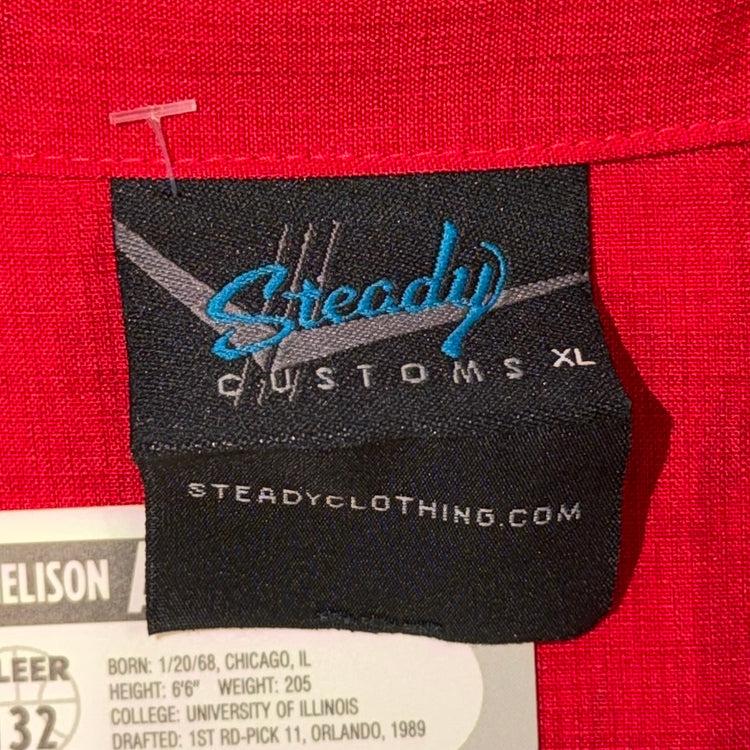 Steady
CUSTOMS XL
STEADYCLOTHING.COM
ELISON A
LEER
32
BORN: 1/20/68, CHICAGO, IL
HEIGHT: 6'6" WEIGHT: 205
COLLEGE: UNIVERSITY OF ILLINOIS
DRAFTED: 1ST RD-PICK 11, ORLANDO, 1989